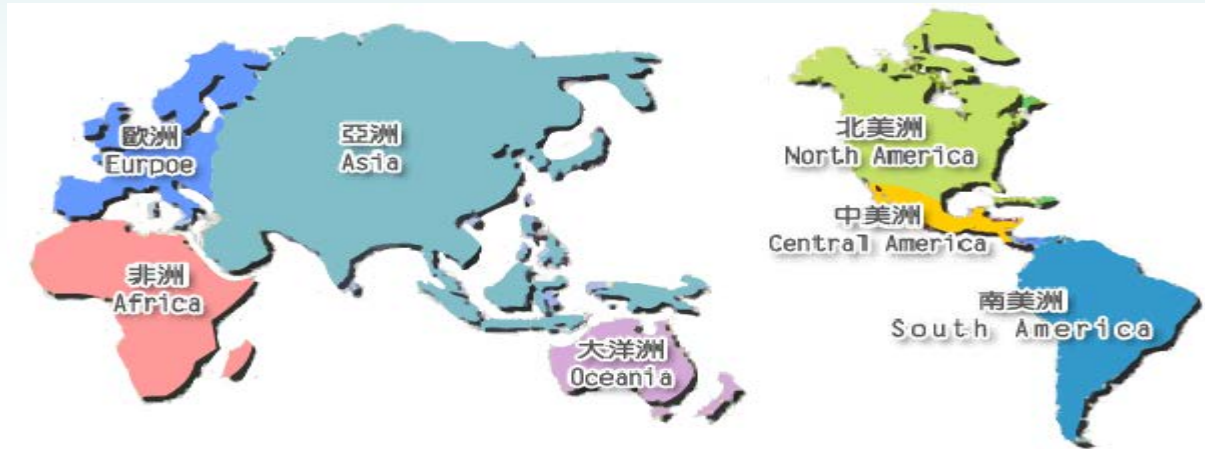 歐洲
Eurpoe
亞洲
Asia
非洲
Africa
大洋洲
Oceania
北美洲
North America
中美洲
Central America
南美洲
South America